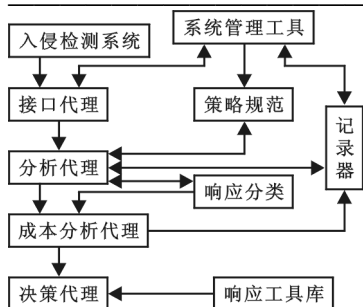 入侵检测系统
系统管理工具
接口代理
策略规范
记录器
分析代理
响应分类
成本分析代理
决策代理
响应工具库